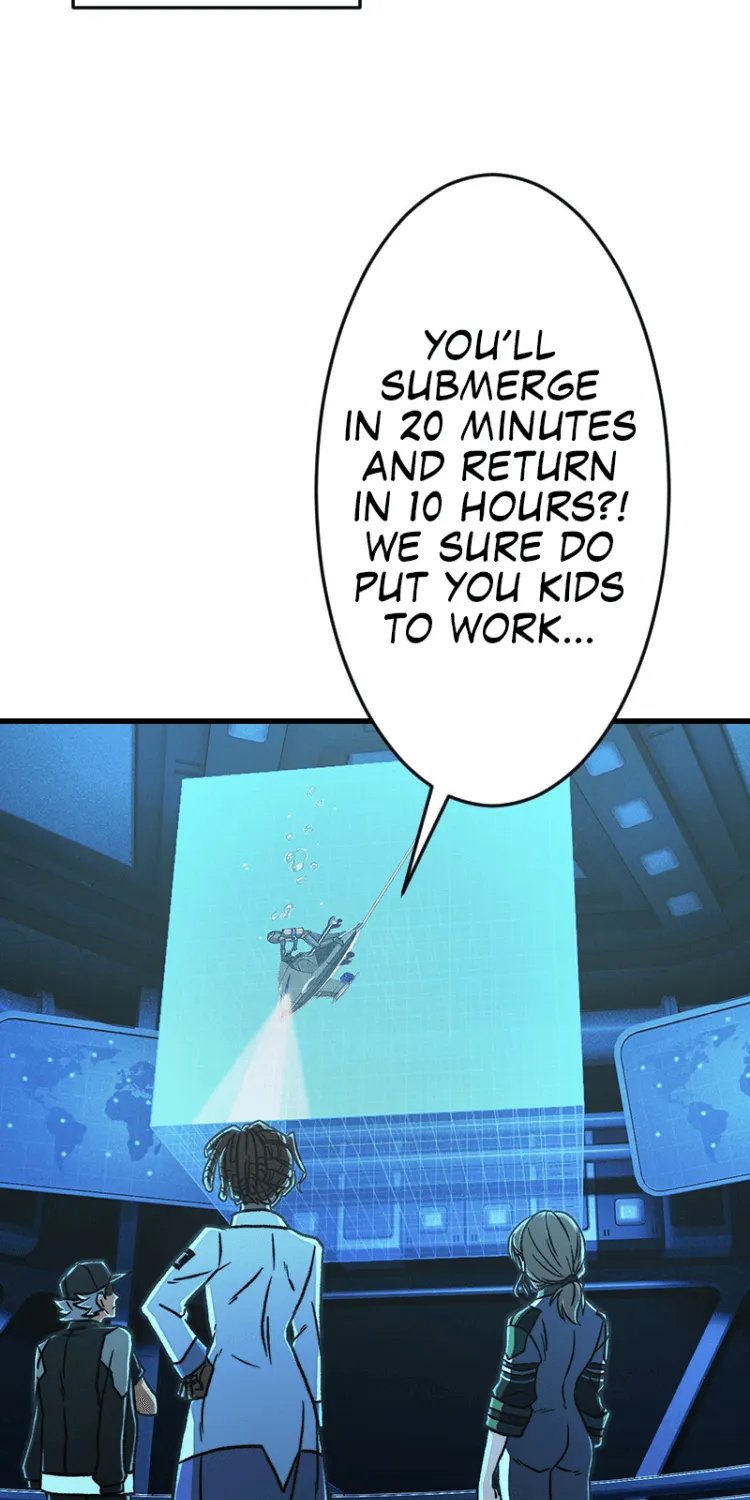 YOU'LL
SUBMERGE
IN 20 MINUTES
AND RETURN
IN 10 HOURS?!
WE SURE DO
PUT YOU KIDS
TO WORK...